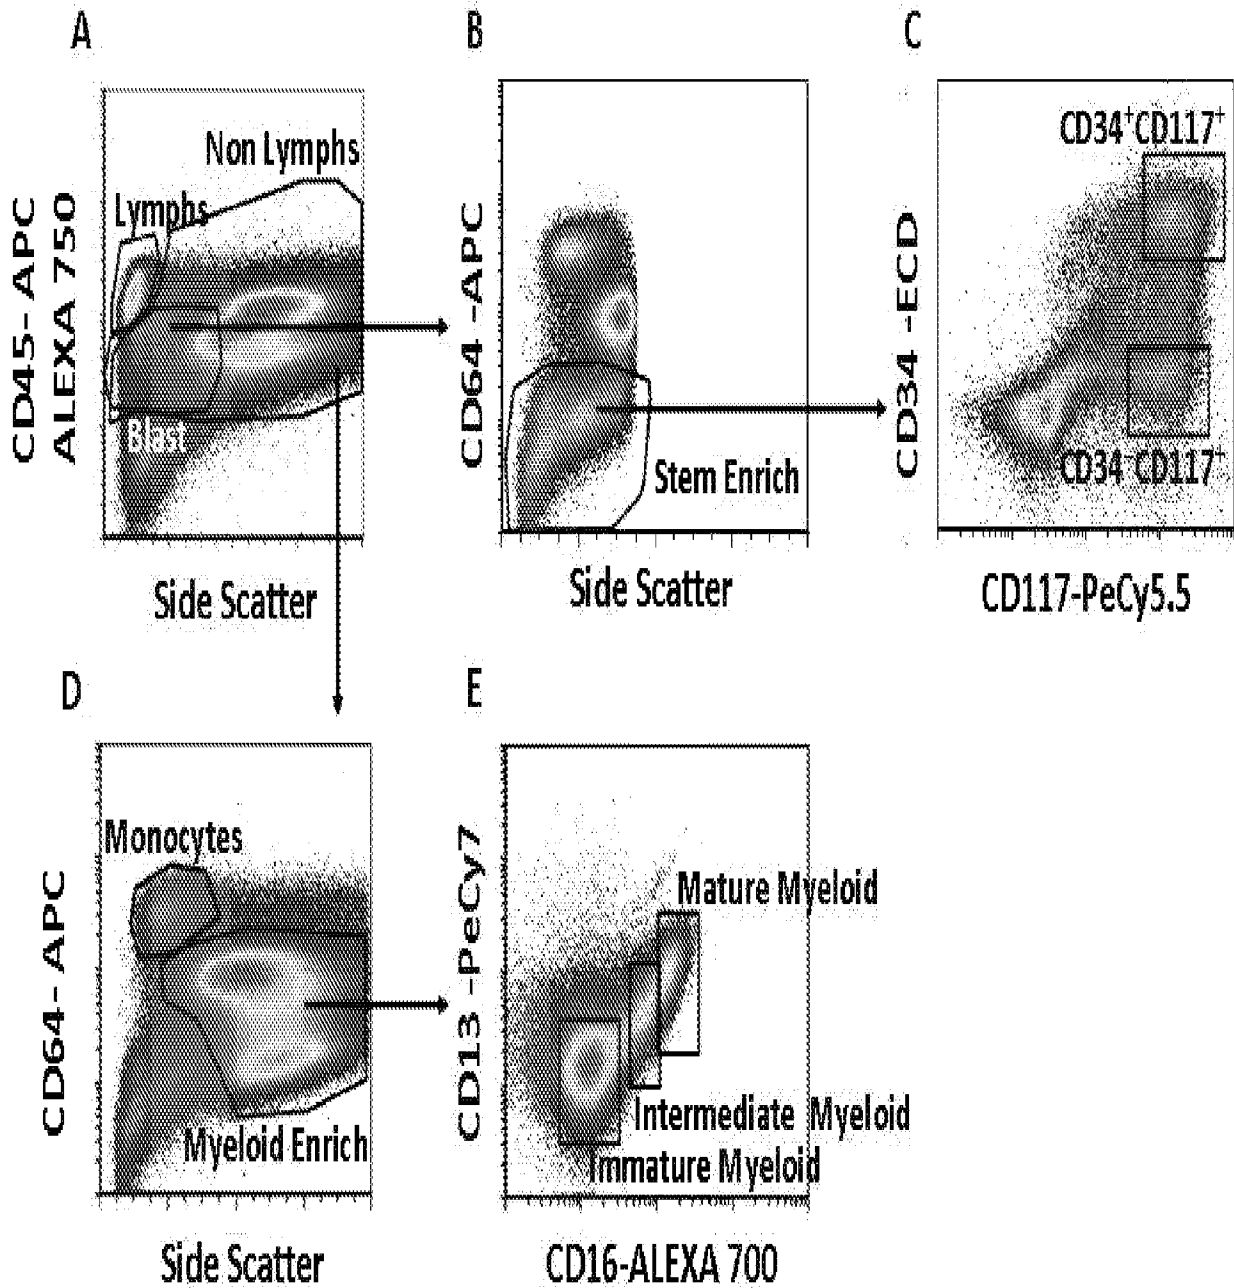 A
CD45-APC
ALEXA 750
Non Lymphs
Lymphs
Blast
Side Scatter
B
CD64 -APC
Stem Enrich
Side Scatter
C
CD34 -ECD
CD34⁺CD117⁺
CD34⁻CD117⁺
CD117-PeCy5.5
D
CD64- APC
Monocytes
Myeloid Enrich
Side Scatter
E
CD13 -PeCy7
Mature Myeloid
Intermediate Myeloid
Immature Myeloid
CD16-ALEXA 700